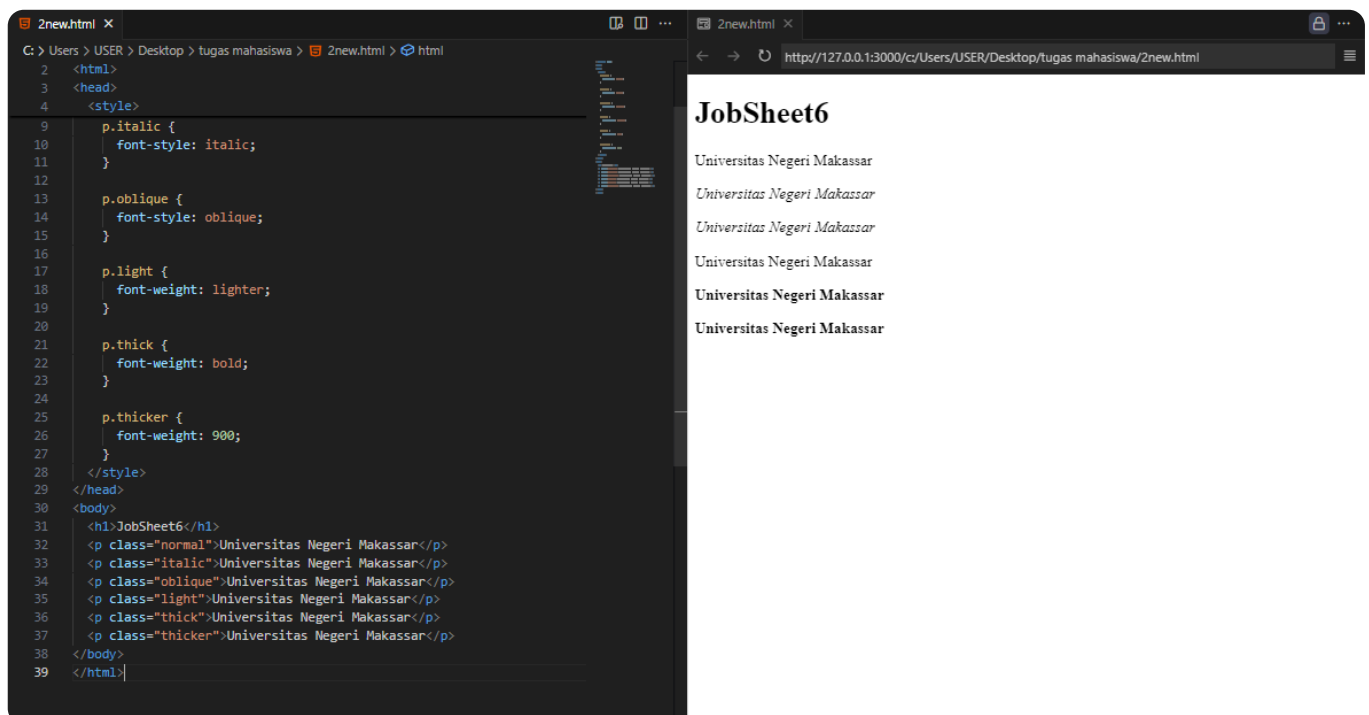 2new.html
C: > Users > USER > Desktop > tugas mahasiswa > 2new.html > html
2 <html>
3 <head>
4 <style>
9 p.italic {
10 font-style: italic;
11 }
12
13 p.oblique {
14 font-style: oblique;
15 }
16
17 p.light {
18 font-weight: lighter;
19 }
20
21 p.thick {
22 font-weight: bold;
23 }
24
25 p.thicker {
26 font-weight: 900;
27 }
28 </style>
29 </head>
30 <body>
31 <h1>JobSheet6</h1>
32 <p class="normal">Universitas Negeri Makassar</p>
33 <p class="italic">Universitas Negeri Makassar</p>
34 <p class="oblique">Universitas Negeri Makassar</p>
35 <p class="light">Universitas Negeri Makassar</p>
36 <p class="thick">Universitas Negeri Makassar</p>
37 <p class="thicker">Universitas Negeri Makassar</p>
38 </body>
39 </html>
2new.html
http://127.0.0.1:3000/c:/Users/USER/Desktop/tugas mahasiswa/2new.html
JobSheet6
Universitas Negeri Makassar
Universitas Negeri Makassar
Universitas Negeri Makassar
Universitas Negeri Makassar
Universitas Negeri Makassar
Universitas Negeri Makassar